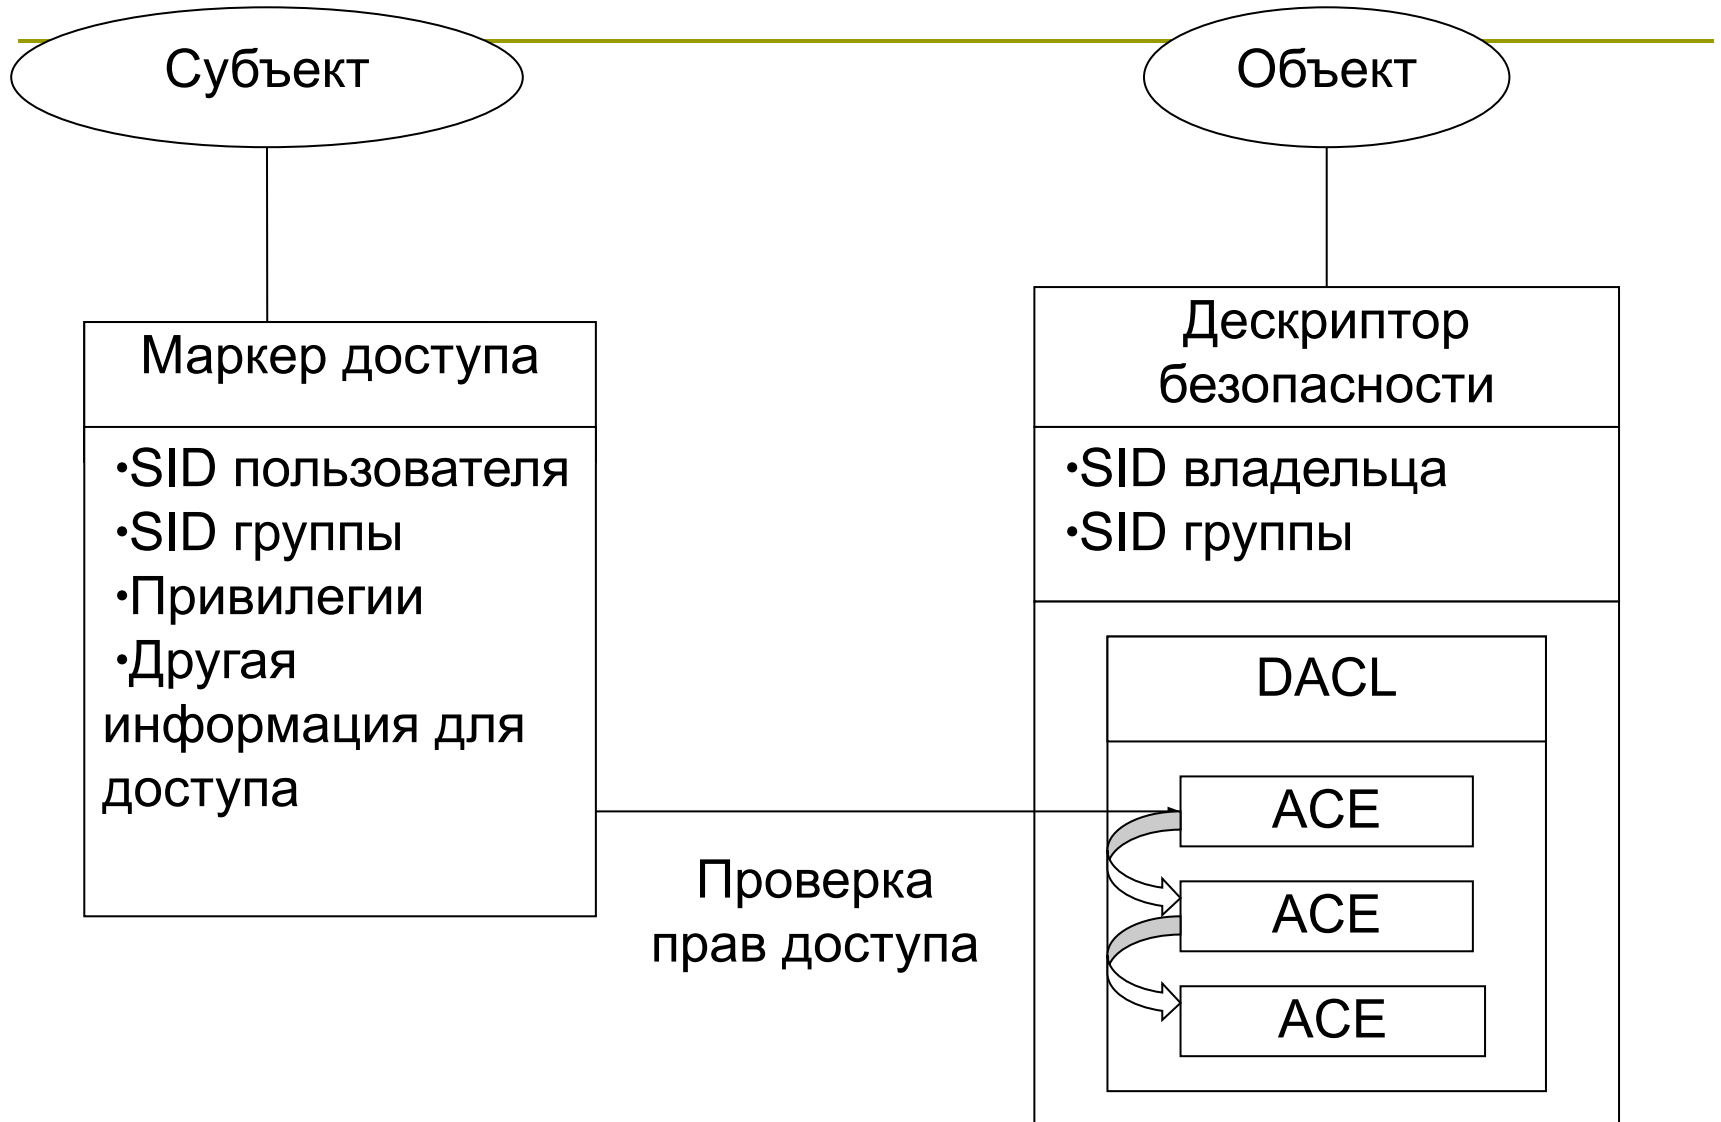 Субъект
Объект
Маркер доступа
•SID пользователя
•SID группы
•Привилегии
•Другая
информация для
доступа
Проверка
прав доступа
Дескриптор
безопасности
•SID владельца
•SID группы
DACL
ACE
ACE
ACE